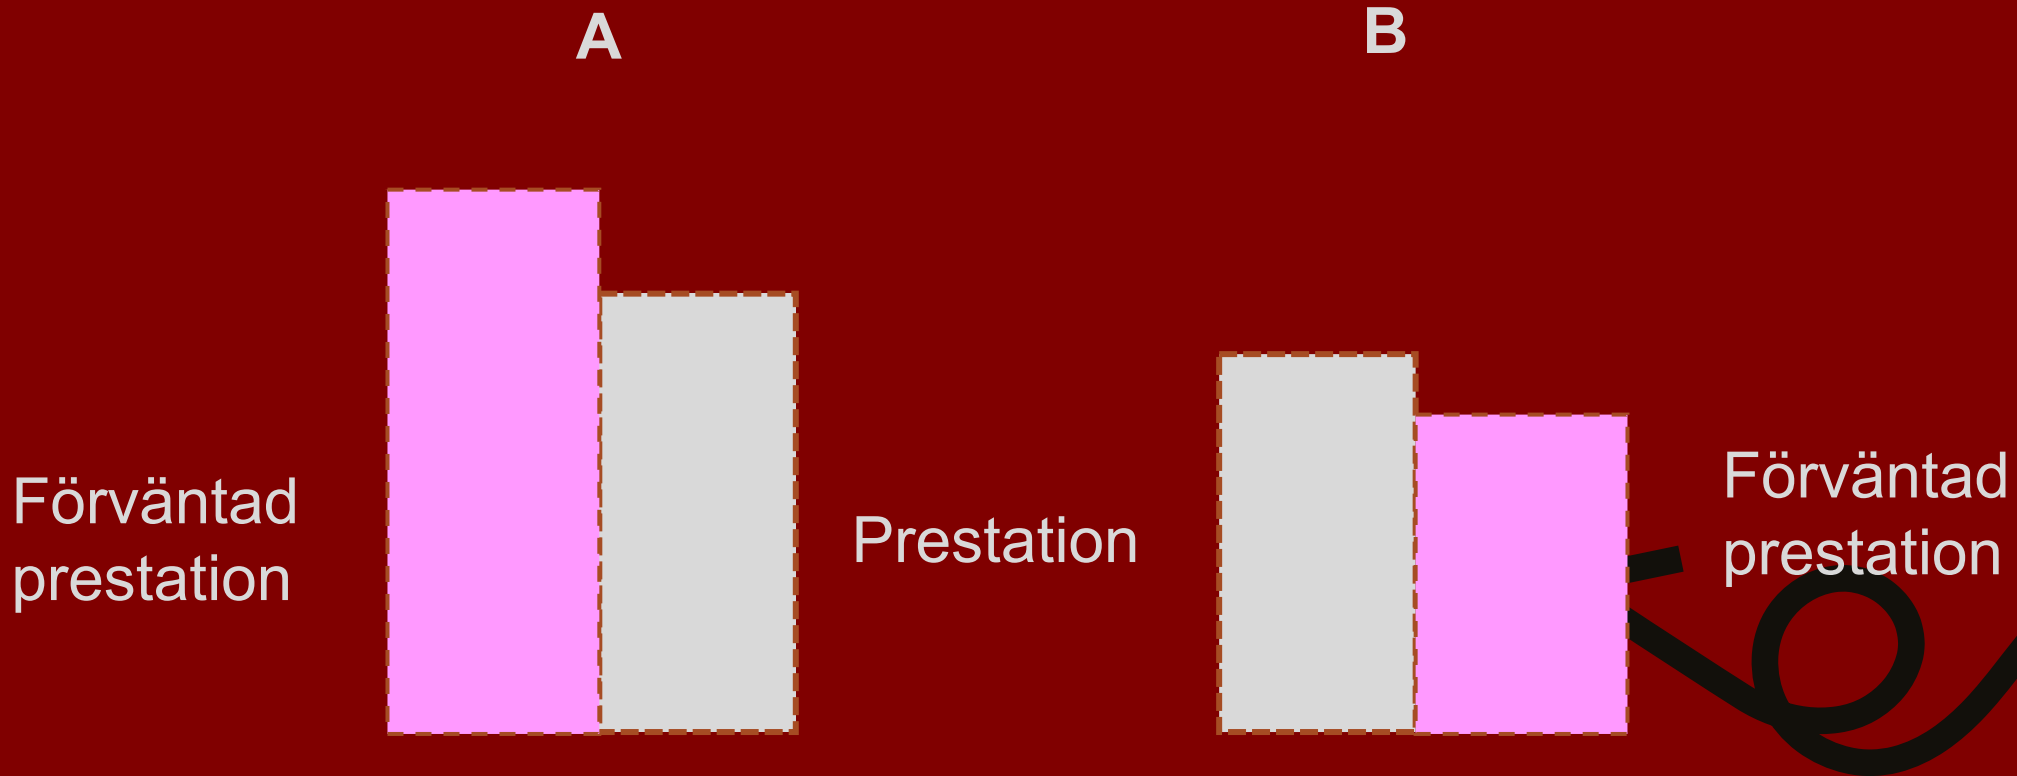 A
B
Förväntad
prestation
Prestation
Förväntad
prestation